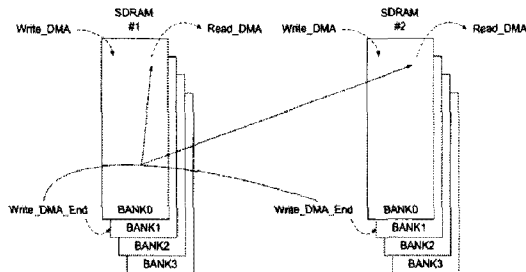 SDRAM
#1
SDRAM
#2
Write_DMA
Read_DMA
Write_DMA
Read_DMA
Write_DMA_End
BANK0
Write_DMA_End
BANK0
BANK1
BANK1
BANK2
BANK2
BANK3
BANK3